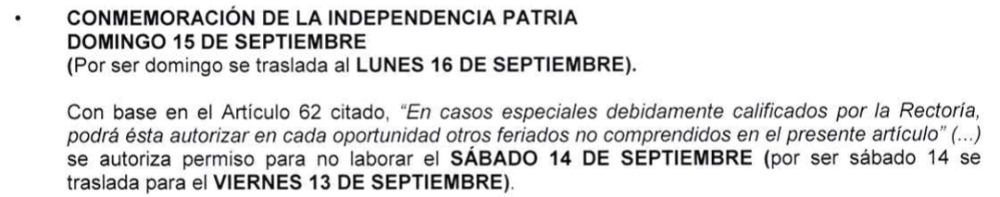 • CONMEMORACIÓN DE LA INDEPENDENCIA PATRIA
DOMINGO 15 DE SEPTIEMBRE
(Por ser domingo se traslada al LUNES 16 DE SEPTIEMBRE).
Con base en el Artículo 62 citado, “En casos especiales debidamente calificados por la Rectoría,
podrá ésta autorizar en cada oportunidad otros feriados no comprendidos en el presente artículo” (...)
se autoriza permiso para no laborar el SÁBADO 14 DE SEPTIEMBRE (por ser sábado 14 se
traslada para el VIERNES 13 DE SEPTIEMBRE).